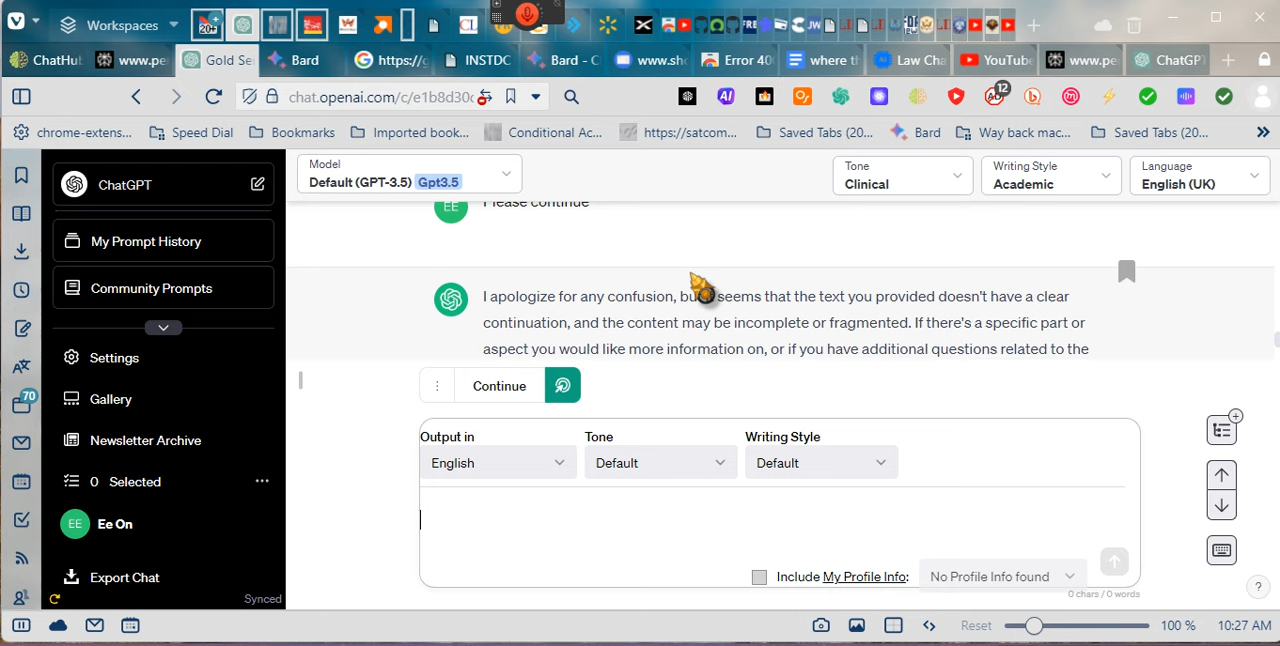 Workspaces
20+
ChatHu
www.pe
Gold Se
Bard
https://c
INSTDC
Bard - C
www.sho
Error 40
where th
Law Cha
YouTube
www.pe
ChatGPT
chat.openai.com/c/e1b8d30
12
chrome-extens...
Speed Dial
Bookmarks
Imported book...
Conditional Ac...
https://satcom...
Saved Tabs (20...
Bard
Way back mac...
Saved Tabs (20...
ChatGPT
My Prompt History
Community Prompts
Settings
Gallery
Newsletter Archive
0 Selected
EE Ee On
Export Chat
Synced
70
Model
Default (GPT-3.5) Gpt3.5
Tone
Clinical
Writing Style
Academic
Language
English (UK)
EE Please continue
I apologize for any confusion, but seems that the text you provided doesn't have a clear
continuation, and the content may be incomplete or fragmented. If there's a specific part or
aspect you would like more information on, or if you have additional questions related to the
Continue
Output in
English
Tone
Default
Writing Style
Default
Include My Profile Info:
No Profile Info found
0 chars / 0 words
?
Reset
100 %
10:27 AM